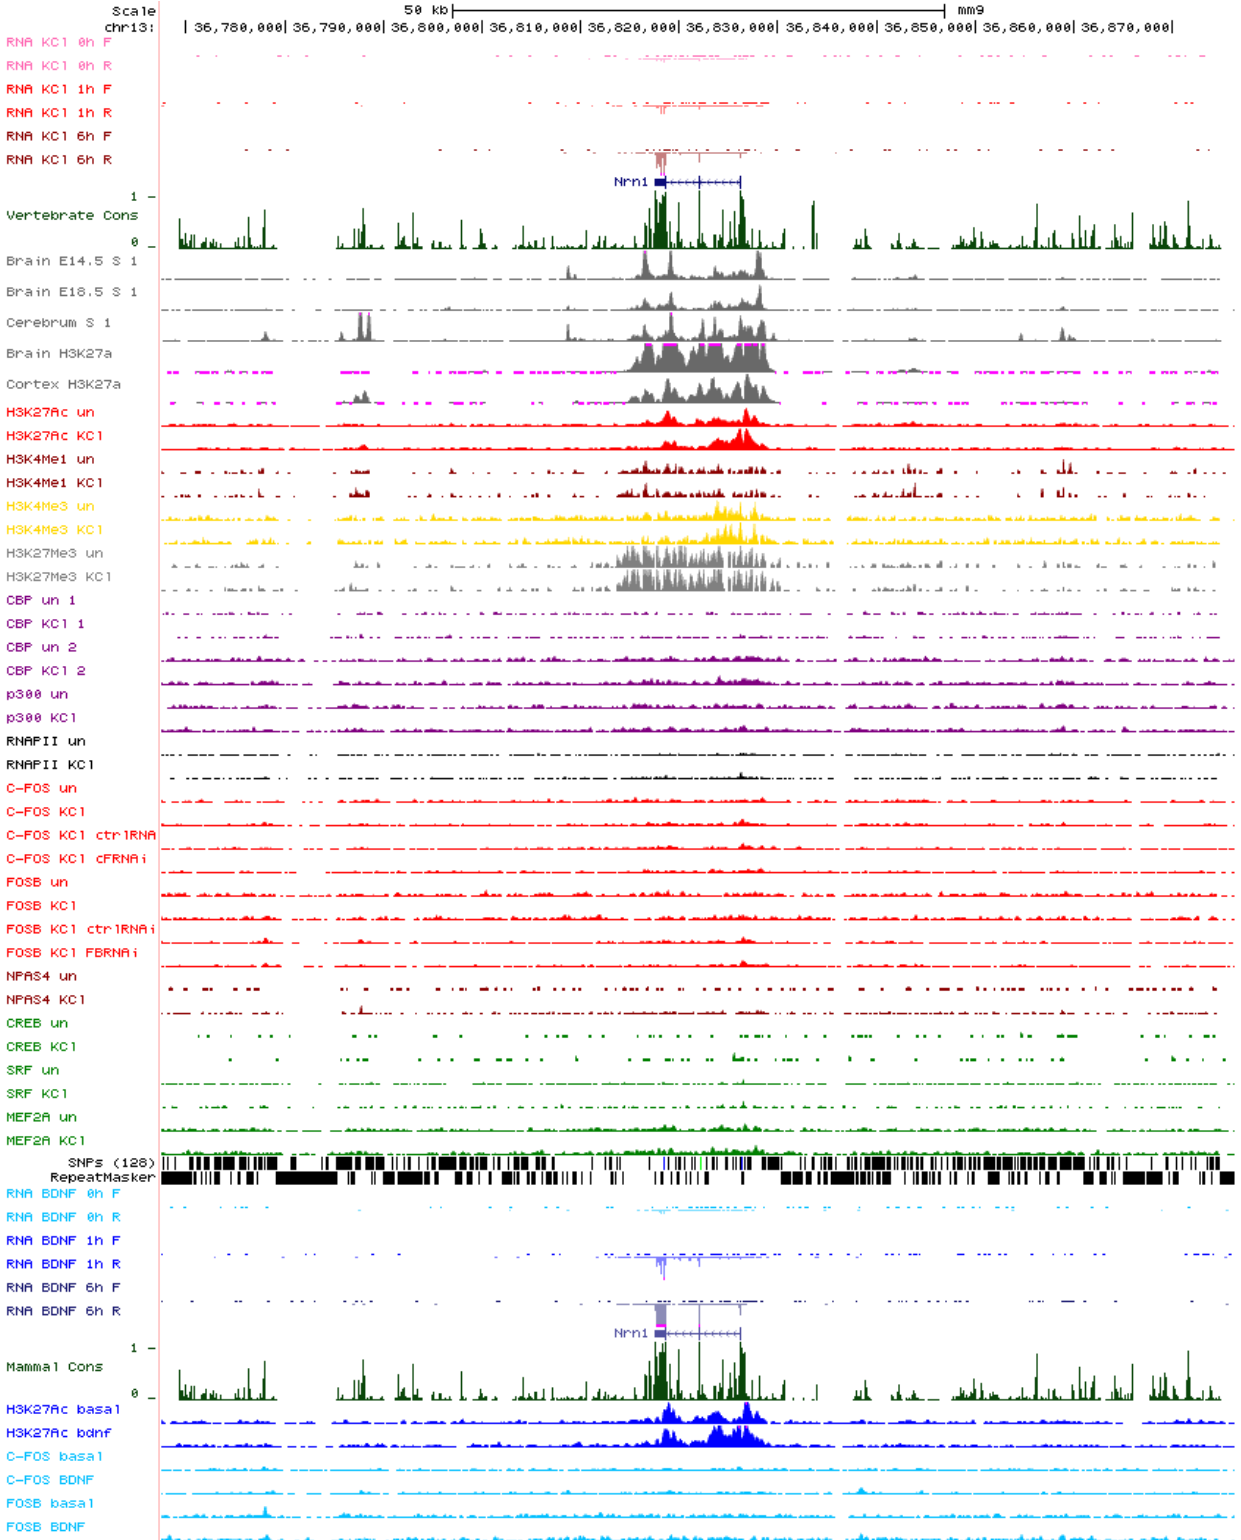 Scale 50 kb mm9
chr13: 36,780,000 36,790,000 36,800,000 36,810,000 36,820,000 36,830,000 36,840,000 36,850,000 36,860,000 36,870,000
RNA KCl 0h F
RNA KCl 0h R
RNA KCl 1h F
RNA KCl 1h R
RNA KCl 6h F
RNA KCl 6h R
Nrn1
1
Vertebrate Cons
0
Brain E14.5 S 1
Brain E18.5 S 1
Cerebrum S 1
Brain H3K27a
Cortex H3K27a
H3K27Ac un
H3K27Ac KCl
H3K4Me1 un
H3K4Me1 KCl
H3K4Me3 un
H3K4Me3 KCl
H3K27Me3 un
H3K27Me3 KCl
CBP un 1
CBP KCl 1
CBP un 2
CBP KCl 2
p300 un
p300 KCl
RNAPII un
RNAPII KCl
C-FOS un
C-FOS KCl
C-FOS KCl ctrlRNA
C-FOS KCl cFRNAi
FOSB un
FOSB KCl
FOSB KCl ctrlRNAi
FOSB KCl FBRNAi
NPAS4 un
NPAS4 KCl
CREB un
CREB KCl
SRF un
SRF KCl
MEF2A un
MEF2A KCl
SNPs (128)
RepeatMasker
RNA BDNF 0h F
RNA BDNF 0h R
RNA BDNF 1h F
RNA BDNF 1h R
RNA BDNF 6h F
RNA BDNF 6h R
Nrn1
1
Mammal Cons
0
H3K27Ac basal
H3K27Ac bdnf
C-FOS basal
C-FOS BDNF
FOSB basal
FOSB BDNF